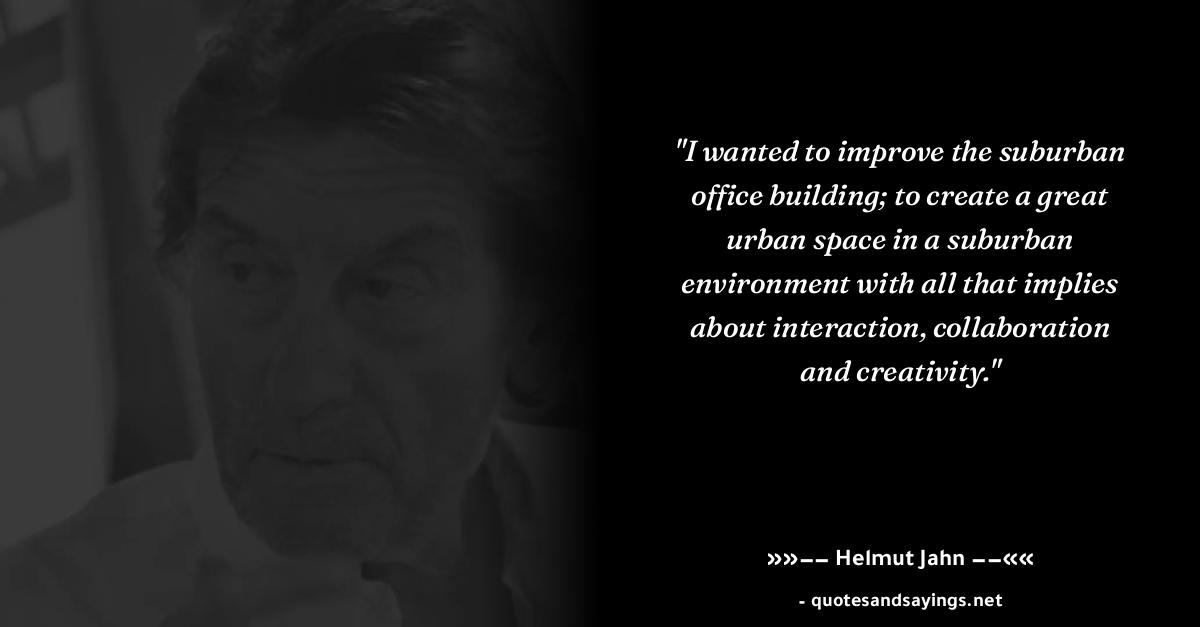 "I wanted to improve the suburban
office building; to create a great
urban space in a suburban
environment with all that implies
about interaction, collaboration
and creativity."
»»−− Helmut Jahn −−««
- quotesandsayings.net